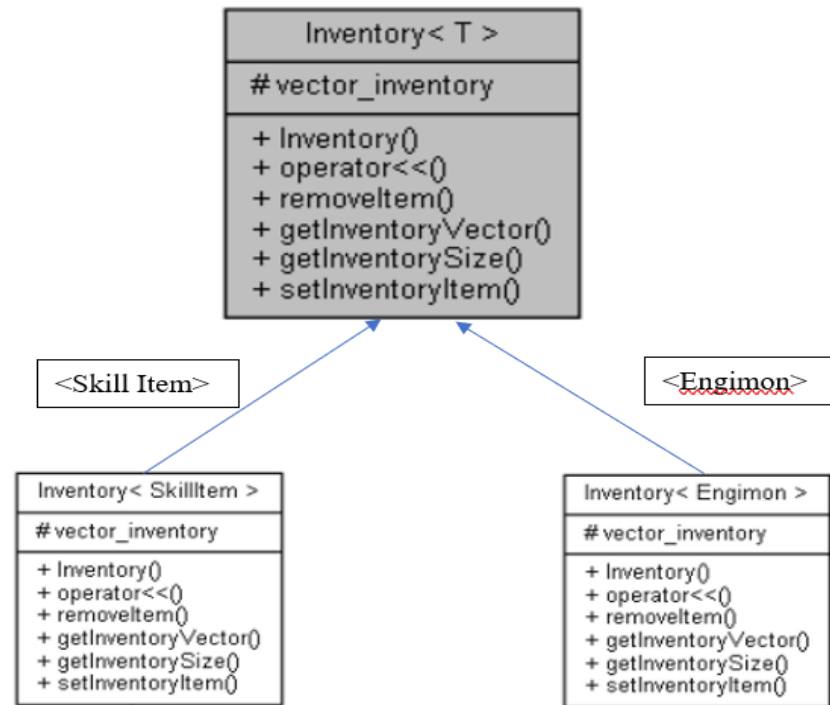 Inventory< T >
# vector_inventory
+ Inventory()
+ operator<<()
+ removeItem()
+ getInventoryVector()
+ getInventorySize()
+ setInventoryItem()
<Skill Item>
<Engimon>
Inventory< SkillItem >
# vector_inventory
+ Inventory()
+ operator<<()
+ removeItem()
+ getInventoryVector()
+ getInventorySize()
+ setInventoryItem()
Inventory< Engimon >
# vector_inventory
+ Inventory()
+ operator<<()
+ removeItem()
+ getInventoryVector()
+ getInventorySize()
+ setInventoryItem()